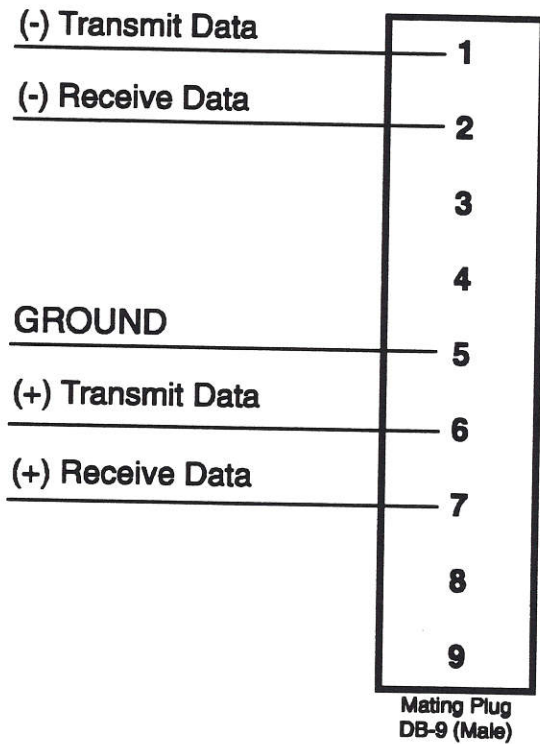 (-) Transmit Data
1
(-) Receive Data
2
3
4
GROUND
5
(+) Transmit Data
6
(+) Receive Data
7
8
9
Mating Plug
DB-9 (Male)